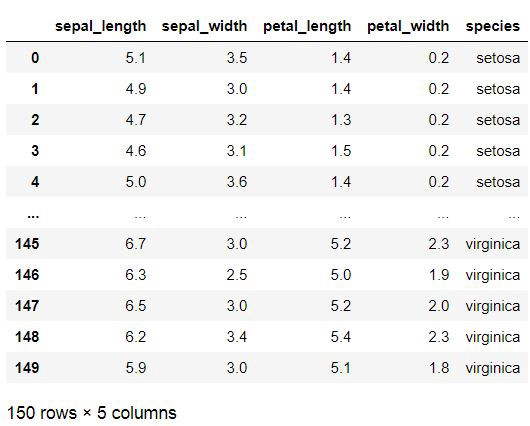 sepal_length sepal_width petal_length petal_width species
0 5.1 3.5 1.4 0.2 setosa
1 4.9 3.0 1.4 0.2 setosa
2 4.7 3.2 1.3 0.2 setosa
3 4.6 3.1 1.5 0.2 setosa
4 5.0 3.6 1.4 0.2 setosa
... ... ... ... ... ...
145 6.7 3.0 5.2 2.3 virginica
146 6.3 2.5 5.0 1.9 virginica
147 6.5 3.0 5.2 2.0 virginica
148 6.2 3.4 5.4 2.3 virginica
149 5.9 3.0 5.1 1.8 virginica
150 rows × 5 columns